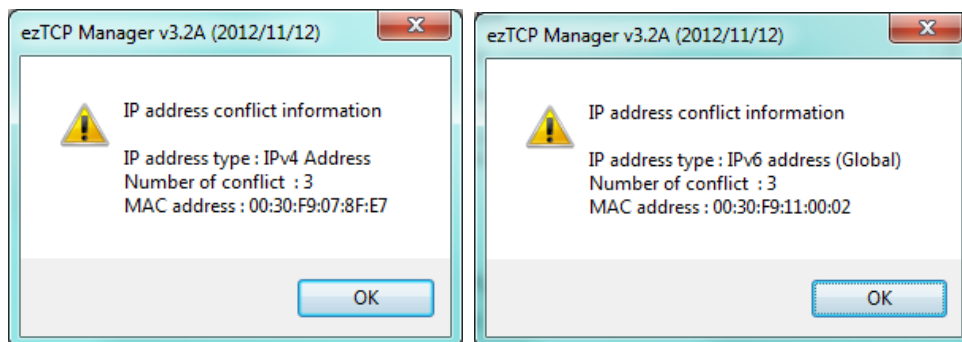 ezTCP Manager v3.2A (2012/11/12)
IP address conflict information
IP address type : IPv4 Address
Number of conflict : 3
MAC address : 00:30:F9:07:8F:E7
OK
ezTCP Manager v3.2A (2012/11/12)
IP address conflict information
IP address type : IPv6 address (Global)
Number of conflict : 3
MAC address : 00:30:F9:11:00:02
OK